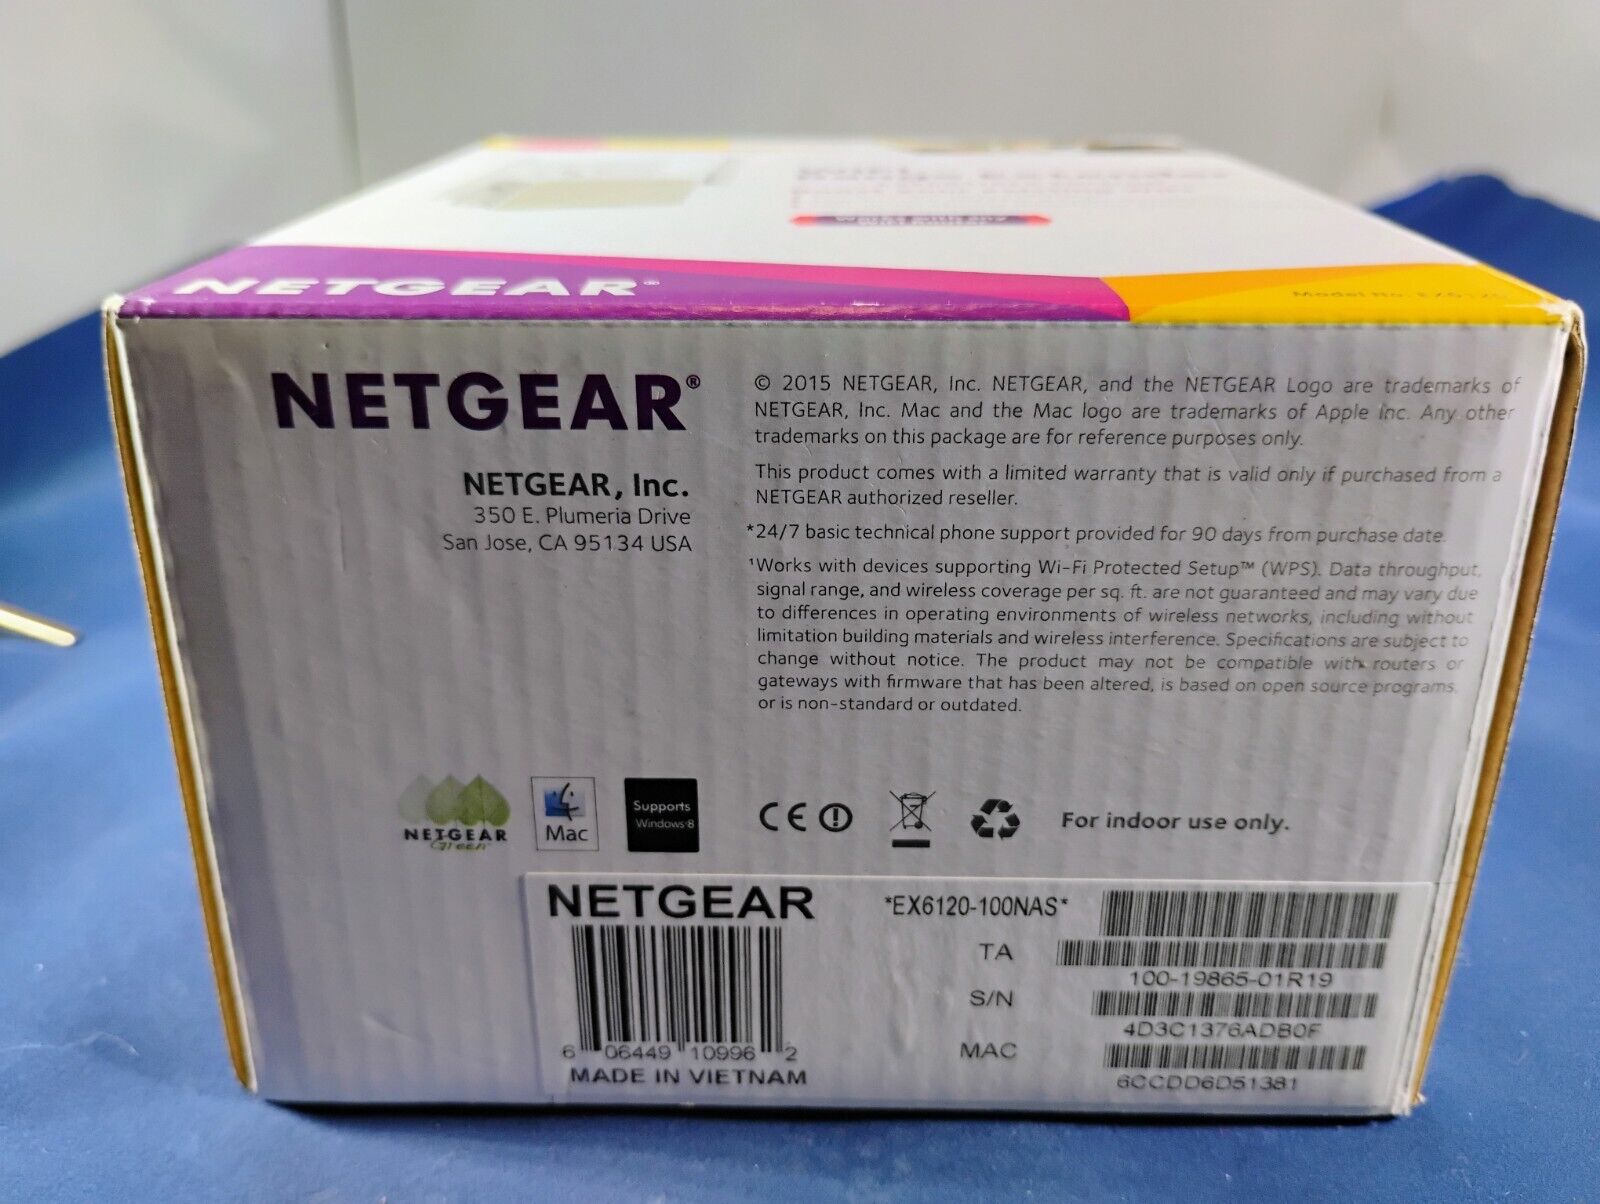 WiFi
Range Extender
NETGEAR®
Model No. EX6120
NETGEAR®
NETGEAR, Inc.
350 E. Plumeria Drive
San Jose, CA 95134 USA
© 2015 NETGEAR, Inc. NETGEAR, and the NETGEAR Logo are trademarks of
NETGEAR, Inc. Mac and the Mac logo are trademarks of Apple Inc. Any other
trademarks on this package are for reference purposes only.
This product comes with a limited warranty that is valid only if purchased from a
NETGEAR authorized reseller.
*24/7 basic technical phone support provided for 90 days from purchase date.
¹Works with devices supporting Wi-Fi Protected Setup™ (WPS). Data throughput,
signal range, and wireless coverage per sq. ft. are not guaranteed and may vary due
to differences in operating environments of wireless networks, including without
limitation building materials and wireless interference. Specifications are subject to
change without notice. The product may not be compatible with routers or
gateways with firmware that has been altered, is based on open source programs,
or is non-standard or outdated.
NETGEAR
Green
Mac
Supports
Windows 8
CE
For indoor use only.
NETGEAR
6 06449 10996 2
MADE IN VIETNAM
*EX6120-100NAS*
TA
100-19865-01R19
S/N
4D3C1376ADB0F
MAC
6CCDD6D51381